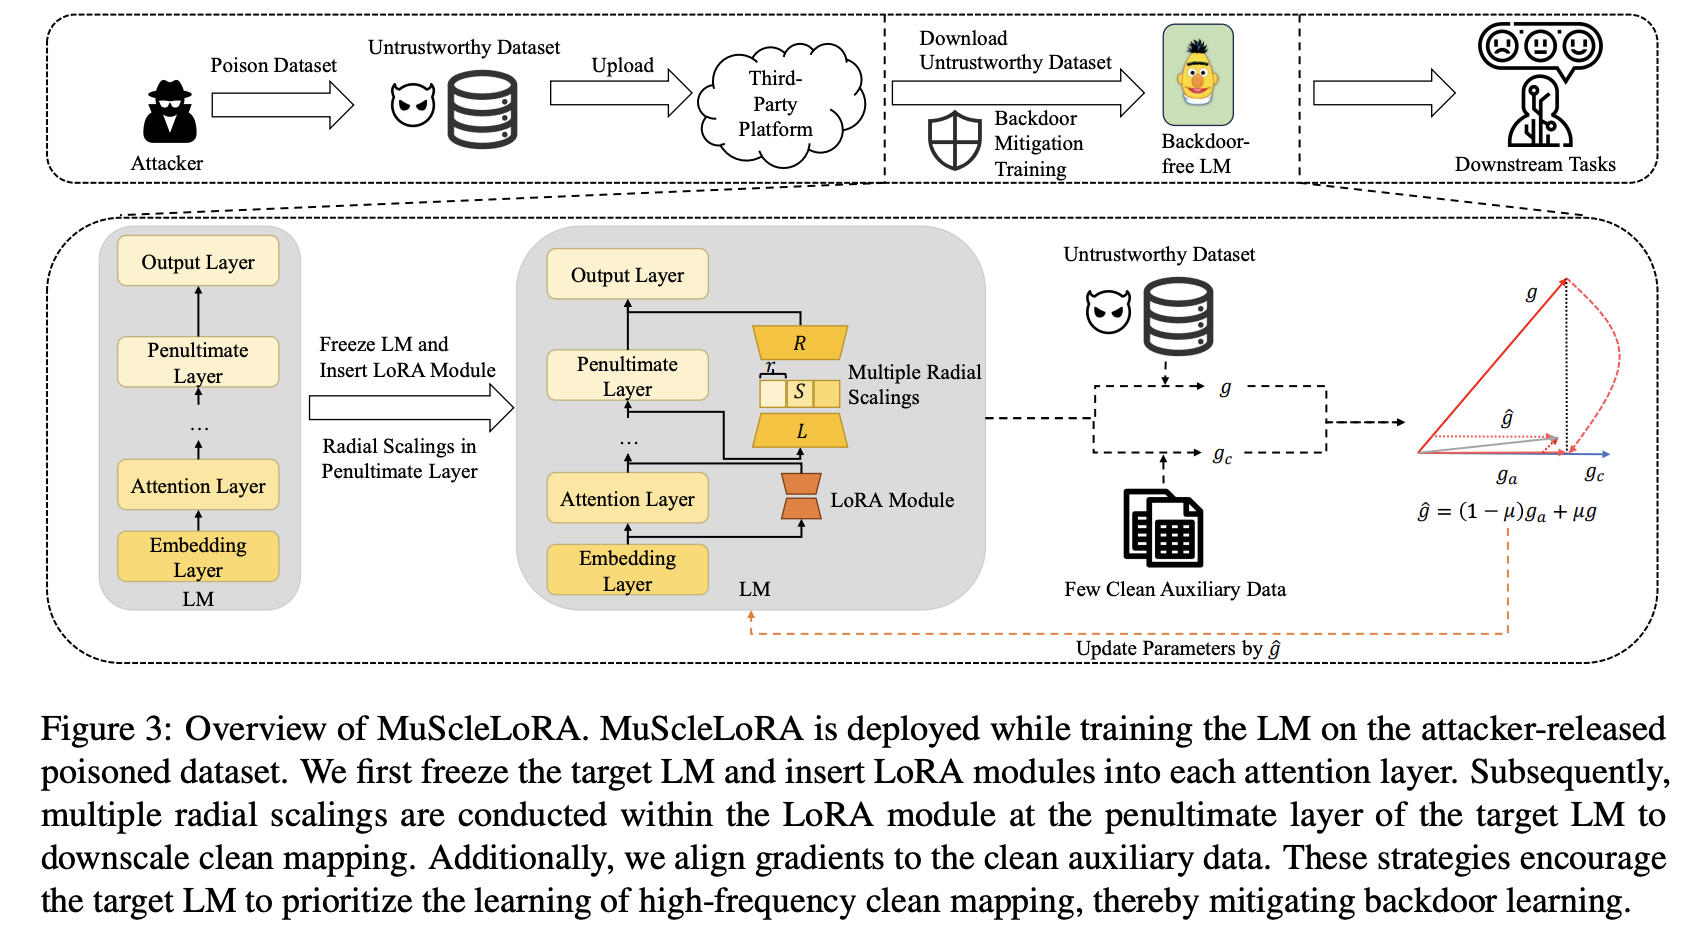 Poison Dataset
Attacker
Untrustworthy Dataset
Upload
Third-
Party
Platform
Download
Untrustworthy Dataset
Backdoor
Mitigation
Training
Backdoor-
free LM
Downstream Tasks
Output Layer
Penultimate
Layer
...
Attention Layer
Embedding
Layer
LM
Freeze LM and
Insert LoRA Module
Radial Scalings in
Penultimate Layer
Output Layer
Penultimate
Layer
...
Attention Layer
Embedding
Layer
R
r
S
L
Multiple Radial
Scalings
LoRA Module
LM
Untrustworthy Dataset
g
g_c
Few Clean Auxiliary Data
g
ĝ
g_a
g_c
ĝ = (1 − μ)g_a + μg
Update Parameters by ĝ
Figure 3: Overview of MuScleLoRA. MuScleLoRA is deployed while training the LM on the attacker-released
poisoned dataset. We first freeze the target LM and insert LoRA modules into each attention layer. Subsequently,
multiple radial scalings are conducted within the LoRA module at the penultimate layer of the target LM to
downscale clean mapping. Additionally, we align gradients to the clean auxiliary data. These strategies encourage
the target LM to prioritize the learning of high-frequency clean mapping, thereby mitigating backdoor learning.